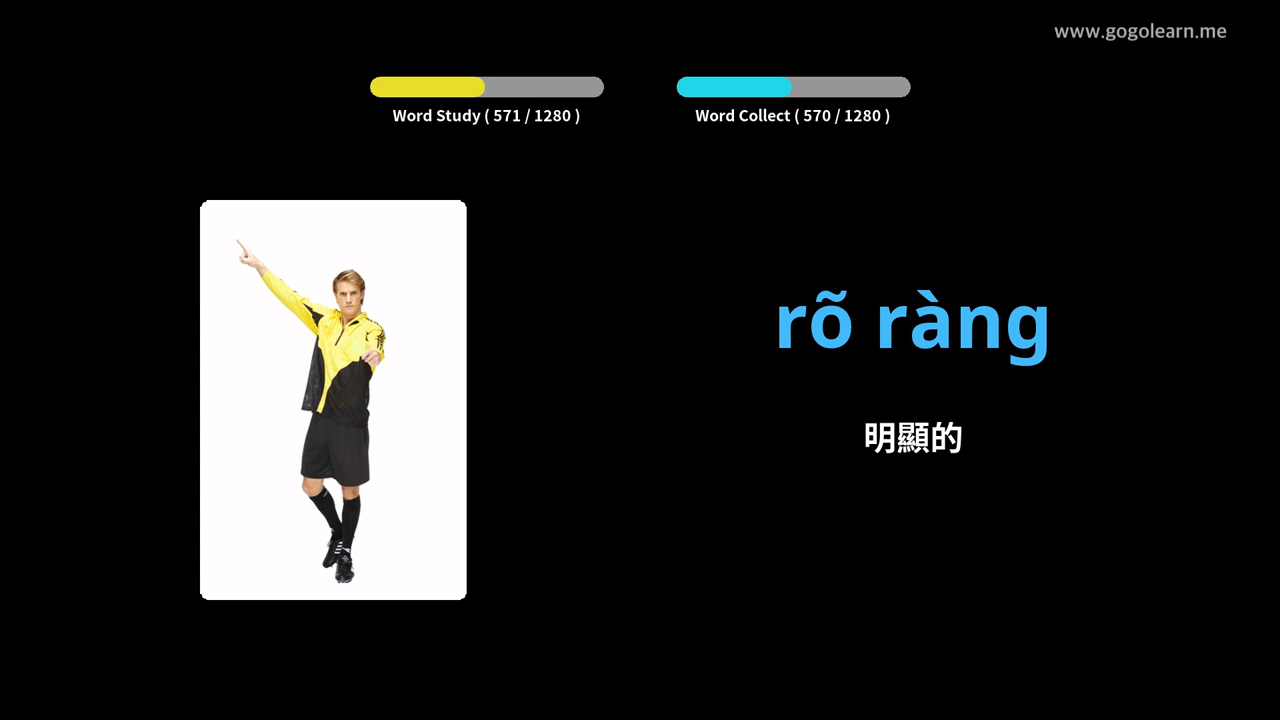 www.gogolearn.me
Word Study ( 571 / 1280 )
Word Collect ( 570 / 1280 )
rõ ràng
明顯的